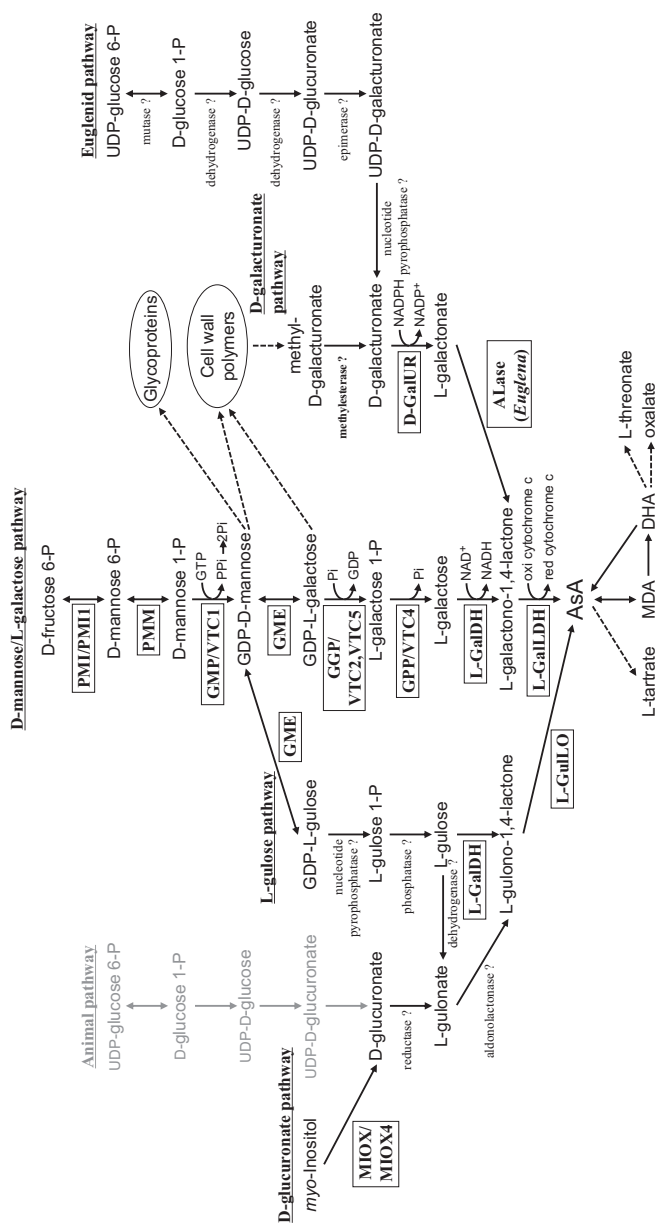 D-mannose/L-galactose pathway
D-fructose 6-P
PMI/PMI1
D-mannose 6-P
PMM
D-mannose 1-P
GMP/VTC1
GTP
PPi → 2Pi
GDP-D-mannose
GME
GDP-L-galactose
GGP/
VTC2,VTC5
Pi
GDP
L-galactose 1-P
GPP/VTC4
Pi
L-galactose
L-GalDH
NAD⁺
NADH
L-galactono-1,4-lactone
L-GalLDH
oxi cytochrome c
red cytochrome c
AsA
L-tartrate
MDA
DHA
L-threonate
oxalate
Glycoproteins
Cell wall
polymers
Animal pathway
UDP-glucose 6-P
D-glucose 1-P
UDP-D-glucose
UDP-D-glucuronate
D-glucuronate pathway
myo-Inositol
MIOX/
MIOX4
D-glucuronate
reductase ?
L-gulonate
aldonolactonase ?
L-gulose pathway
GME
GDP-L-gulose
nucleotide
pyrophosphatase ?
L-gulose 1-P
phosphatase ?
L-gulose
dehydrogenase ?
L-GalDH
L-gulono-1,4-lactone
L-GulLO
D-galacturonate
pathway
methyl-
D-galacturonate
methylesterase ?
D-galacturonate
D-GalUR
NADPH
NADP⁺
L-galactonate
ALase
(Euglena)
Euglenid pathway
UDP-glucose 6-P
mutase ?
D-glucose 1-P
dehydrogenase ?
UDP-D-glucose
dehydrogenase ?
UDP-D-glucuronate
epimerase ?
UDP-D-galacturonate
nucleotide
pyrophosphatase ?